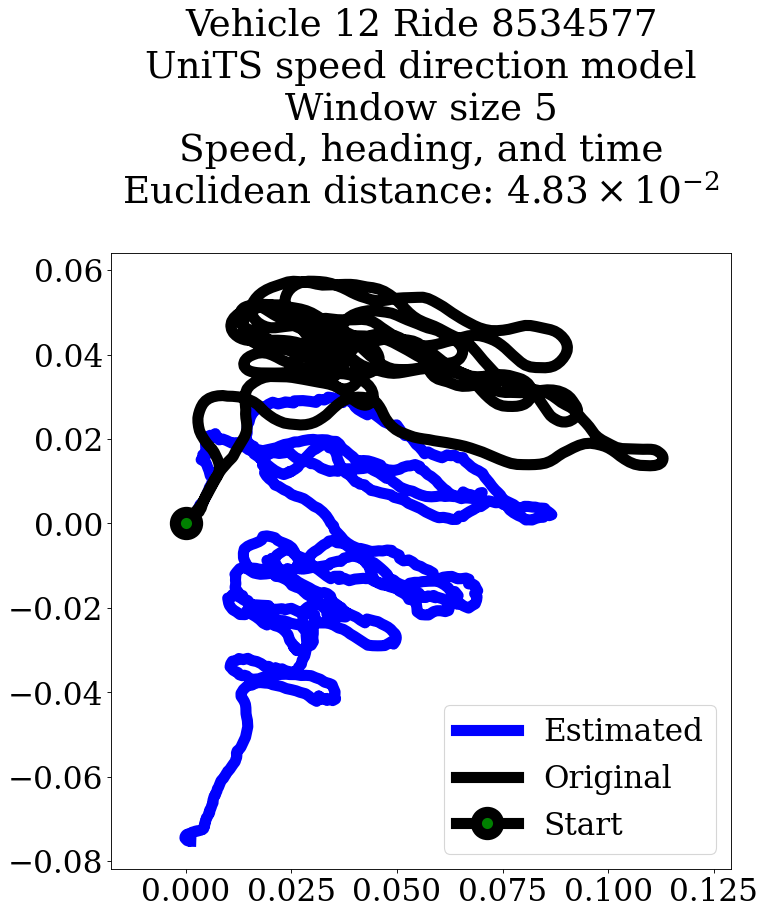 Vehicle 12 Ride 8534577
UniTS speed direction model
Window size 5
Speed, heading, and time
Euclidean distance: 4.83 × 10⁻²
0.06
0.04
0.02
0.00
−0.02
−0.04
−0.06
−0.08
Estimated
Original
Start
0.000 0.025 0.050 0.075 0.100 0.125